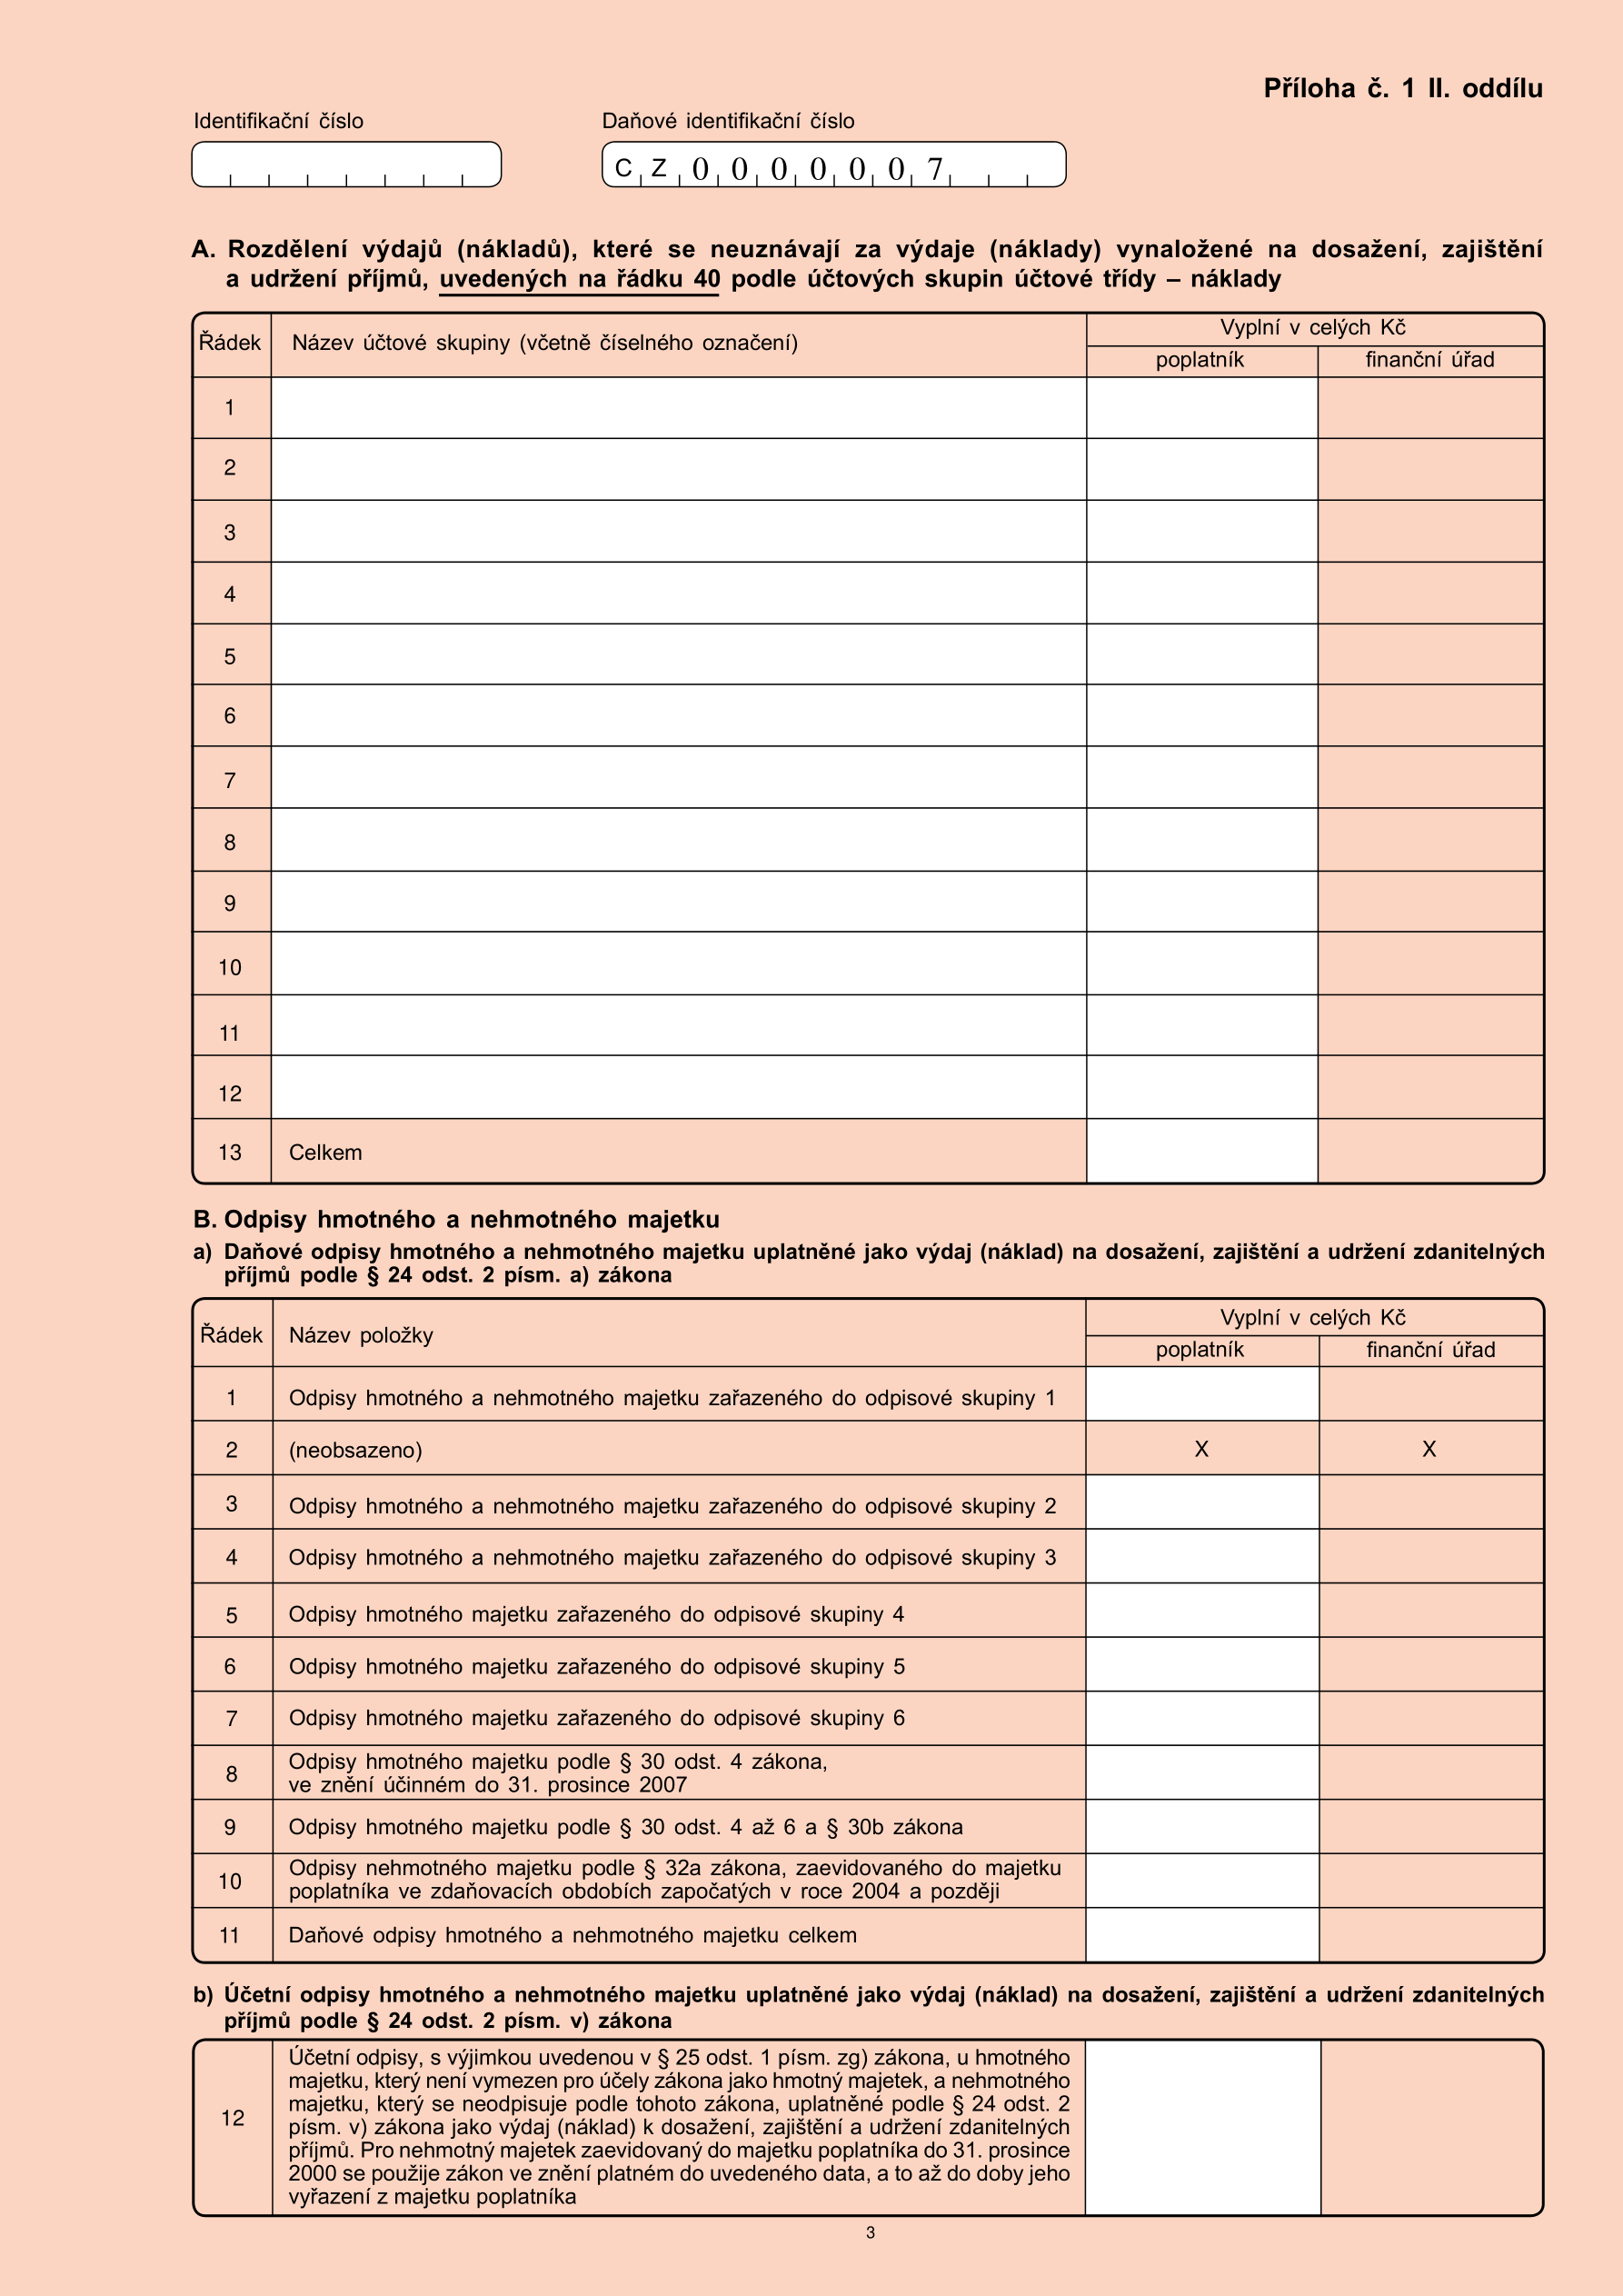 Příloha č. 1 II. oddílu
Identifikační číslo
Daňové identifikační číslo
C Z 0 0 0 0 0 0 7
A. Rozdělení výdajů (nákladů), které se neuznávají za výdaje (náklady) vynaložené na dosažení, zajištění
a udržení příjmů, uvedených na řádku 40 podle účtových skupin účtové třídy – náklady
Řádek
Název účtové skupiny (včetně číselného označení)
Vyplní v celých Kč
poplatník
finanční úřad
1
2
3
4
5
6
7
8
9
10
11
12
13 Celkem
B. Odpisy hmotného a nehmotného majetku
a) Daňové odpisy hmotného a nehmotného majetku uplatněné jako výdaj (náklad) na dosažení, zajištění a udržení zdanitelných
příjmů podle § 24 odst. 2 písm. a) zákona
Řádek
Název položky
Vyplní v celých Kč
poplatník
finanční úřad
1 Odpisy hmotného a nehmotného majetku zařazeného do odpisové skupiny 1
2 (neobsazeno) X X
3 Odpisy hmotného a nehmotného majetku zařazeného do odpisové skupiny 2
4 Odpisy hmotného a nehmotného majetku zařazeného do odpisové skupiny 3
5 Odpisy hmotného majetku zařazeného do odpisové skupiny 4
6 Odpisy hmotného majetku zařazeného do odpisové skupiny 5
7 Odpisy hmotného majetku zařazeného do odpisové skupiny 6
8 Odpisy hmotného majetku podle § 30 odst. 4 zákona,
ve znění účinném do 31. prosince 2007
9 Odpisy hmotného majetku podle § 30 odst. 4 až 6 a § 30b zákona
10 Odpisy nehmotného majetku podle § 32a zákona, zaevidovaného do majetku
poplatníka ve zdaňovacích obdobích započatých v roce 2004 a později
11 Daňové odpisy hmotného a nehmotného majetku celkem
b) Účetní odpisy hmotného a nehmotného majetku uplatněné jako výdaj (náklad) na dosažení, zajištění a udržení zdanitelných
příjmů podle § 24 odst. 2 písm. v) zákona
12
Účetní odpisy, s výjimkou uvedenou v § 25 odst. 1 písm. zg) zákona, u hmotného
majetku, který není vymezen pro účely zákona jako hmotný majetek, a nehmotného
majetku, který se neodpisuje podle tohoto zákona, uplatněné podle § 24 odst. 2
písm. v) zákona jako výdaj (náklad) k dosažení, zajištění a udržení zdanitelných
příjmů. Pro nehmotný majetek zaevidovaný do majetku poplatníka do 31. prosince
2000 se použije zákon ve znění platném do uvedeného data, a to až do doby jeho
vyřazení z majetku poplatníka
3